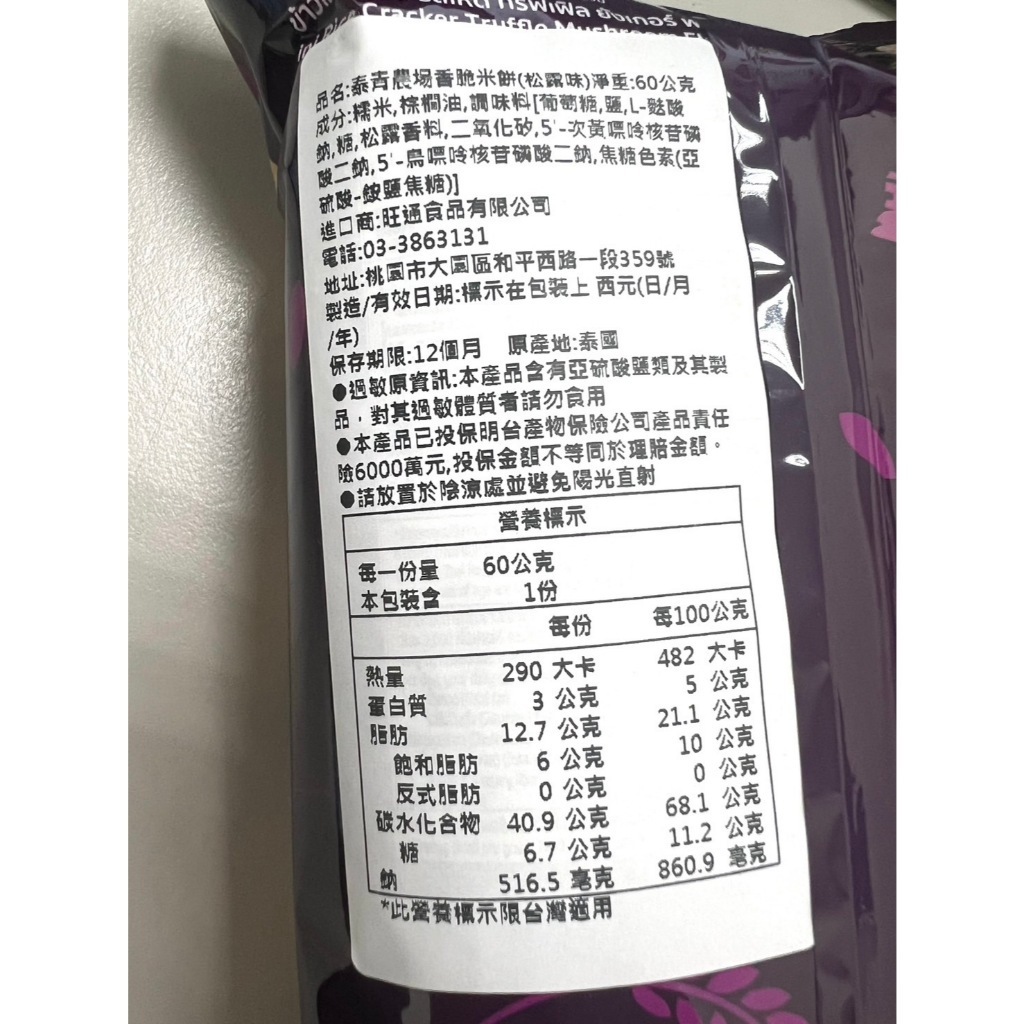 Cracker Truffle Mushroom
品名:泰青農場香脆米餅(松露味)淨重:60公克
成分:糯米,棕櫚油,調味料[葡萄糖,鹽,L-麩酸
鈉,糖,松露香料,二氧化矽,5'-次黃嘌呤核苷磷
酸二鈉,5'-鳥嘌呤核苷磷酸二鈉,焦糖色素(亞
硫酸-銨鹽焦糖)]
進口商:旺通食品有限公司
電話:03-3863131
地址:桃園市大園區和平西路一段359號
製造/有效日期:標示在包裝上 西元(日/月
/年)
保存期限:12個月 原產地:泰國
●過敏原資訊:本產品含有亞硫酸鹽類及其製
品，對其過敏體質者請勿食用
●本產品已投保明台產物保險公司產品責任
險6000萬元,投保金額不等同於理賠金額。
●請放置於陰涼處並避免陽光直射
營養標示
每一份量 60公克
本包裝含 1份
每份 每100公克
熱量 290 大卡 482 大卡
蛋白質 3 公克 5 公克
脂肪 12.7 公克 21.1 公克
飽和脂肪 6 公克 10 公克
反式脂肪 0 公克 0 公克
碳水化合物 40.9 公克 68.1 公克
糖 6.7 公克 11.2 公克
鈉 516.5 毫克 860.9 毫克
*此營養標示限台灣適用